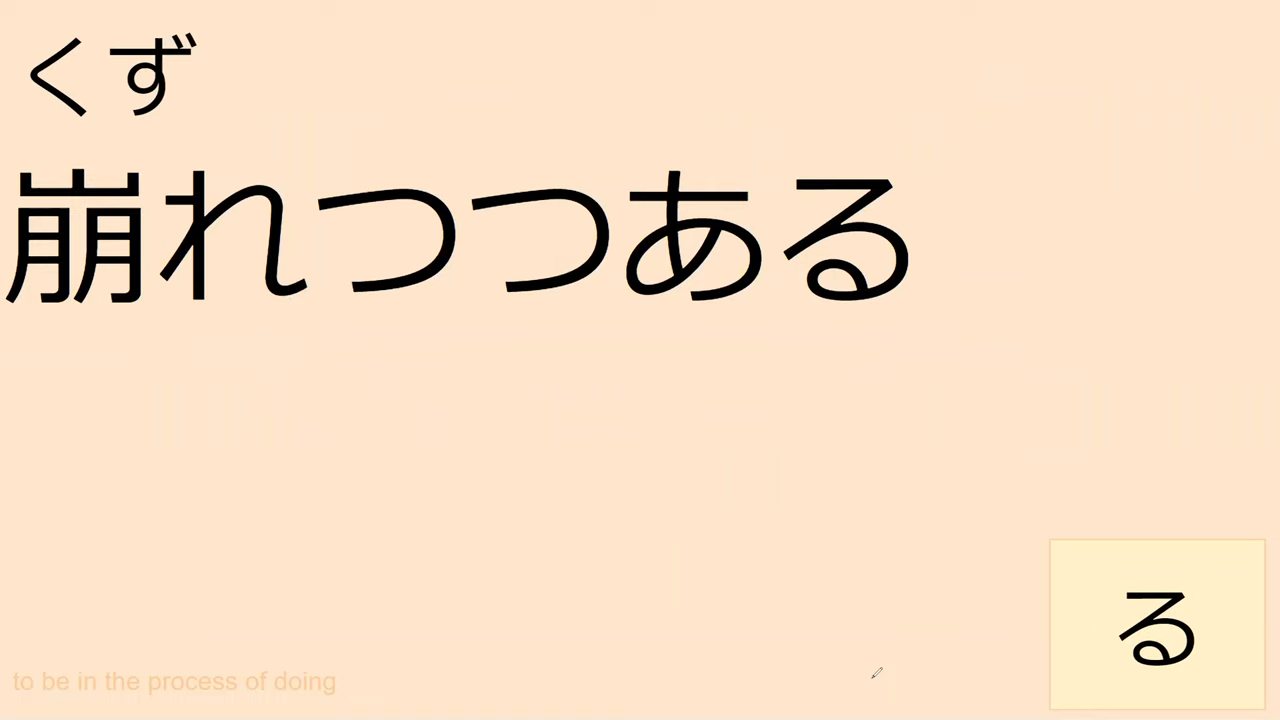 くず
崩れつつある
る
to be in the process of doing